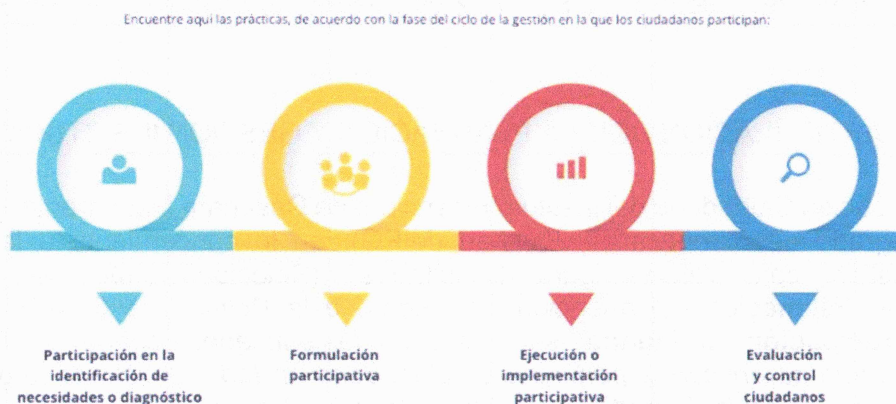 Encuentre aquí las prácticas, de acuerdo con la fase del ciclo de la gestión en la que los ciudadanos participan:
Participación en la
identificación de
necesidades o diagnóstico
Formulación
participativa
Ejecución o
implementación
participativa
Evaluación
y control
ciudadanos